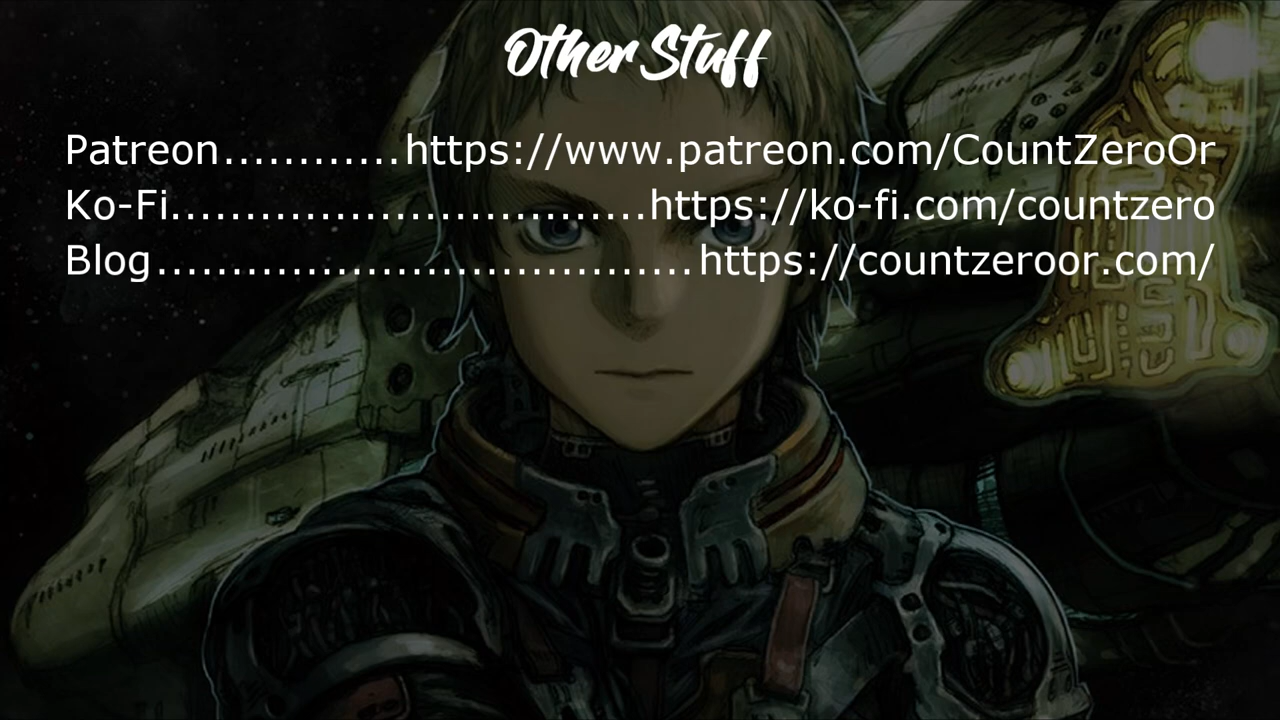 Other Stuff
Patreon............https://www.patreon.com/CountZeroOr
Ko-Fi................................https://ko-fi.com/countzero
Blog....................................https://countzeroor.com/